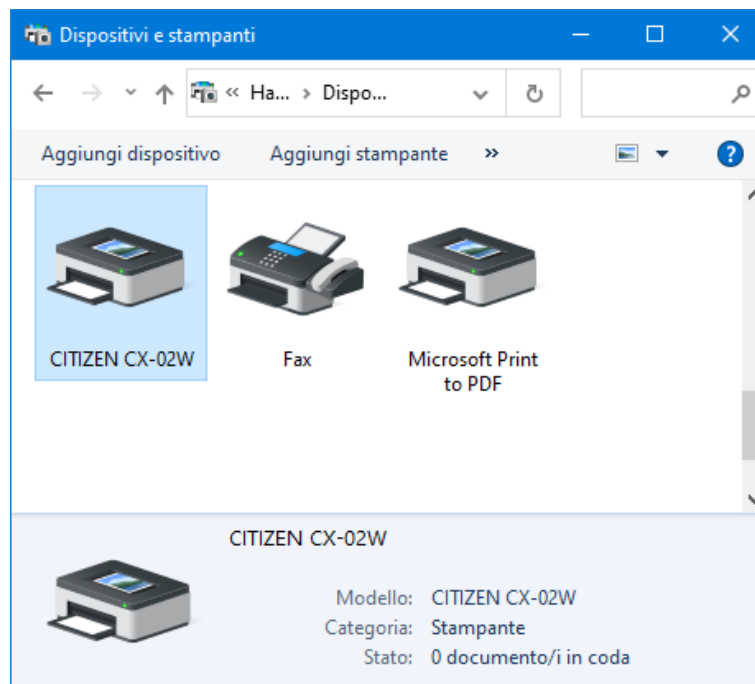 Dispositivi e stampanti
« Ha... › Dispo...
Aggiungi dispositivo Aggiungi stampante »
CITIZEN CX-02W Fax Microsoft Print
to PDF
CITIZEN CX-02W
Modello: CITIZEN CX-02W
Categoria: Stampante
Stato: 0 documento/i in coda